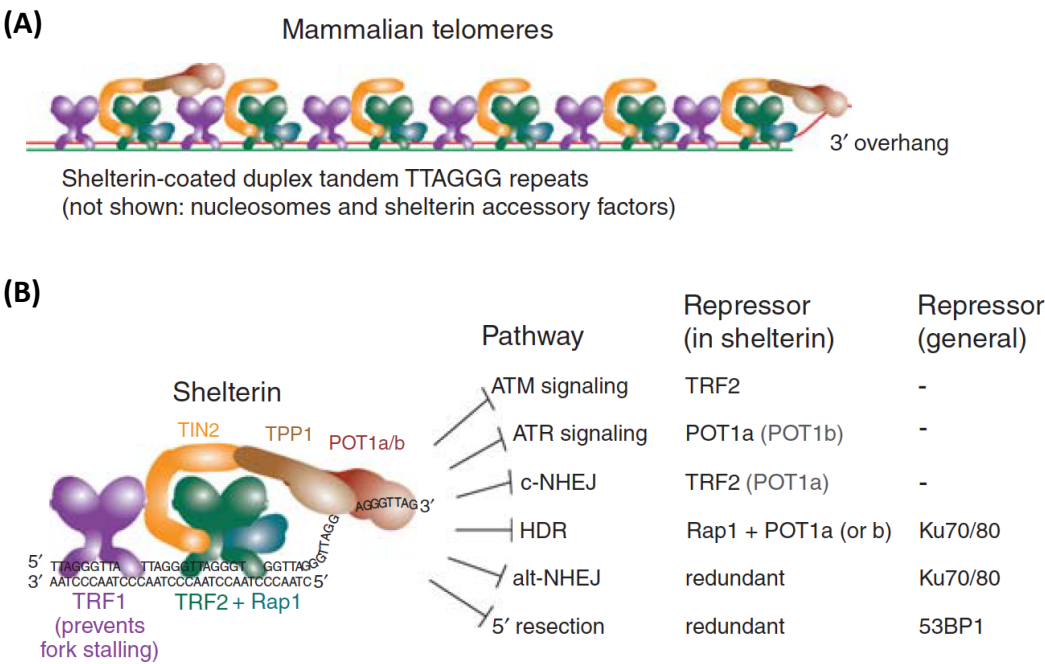 (A)
Mammalian telomeres
3′ overhang
Shelterin-coated duplex tandem TTAGGG repeats
(not shown: nucleosomes and shelterin accessory factors)
(B)
Shelterin
TIN2
TPP1
POT1a/b
AGGGTTAG 3′
GGGTTAGG
5′ TTAGGGTTA TTAGGGTTAGGGT GGTTAG
3′ AATCCCAATCCCAATCCCAATCCAATCCCAATC 5′
TRF1
(prevents
fork stalling)
TRF2 + Rap1
Pathway Repressor (in shelterin) Repressor (general)
ATM signaling TRF2 -
ATR signaling POT1a (POT1b) -
c-NHEJ TRF2 (POT1a) -
HDR Rap1 + POT1a (or b) Ku70/80
alt-NHEJ redundant Ku70/80
5′ resection redundant 53BP1